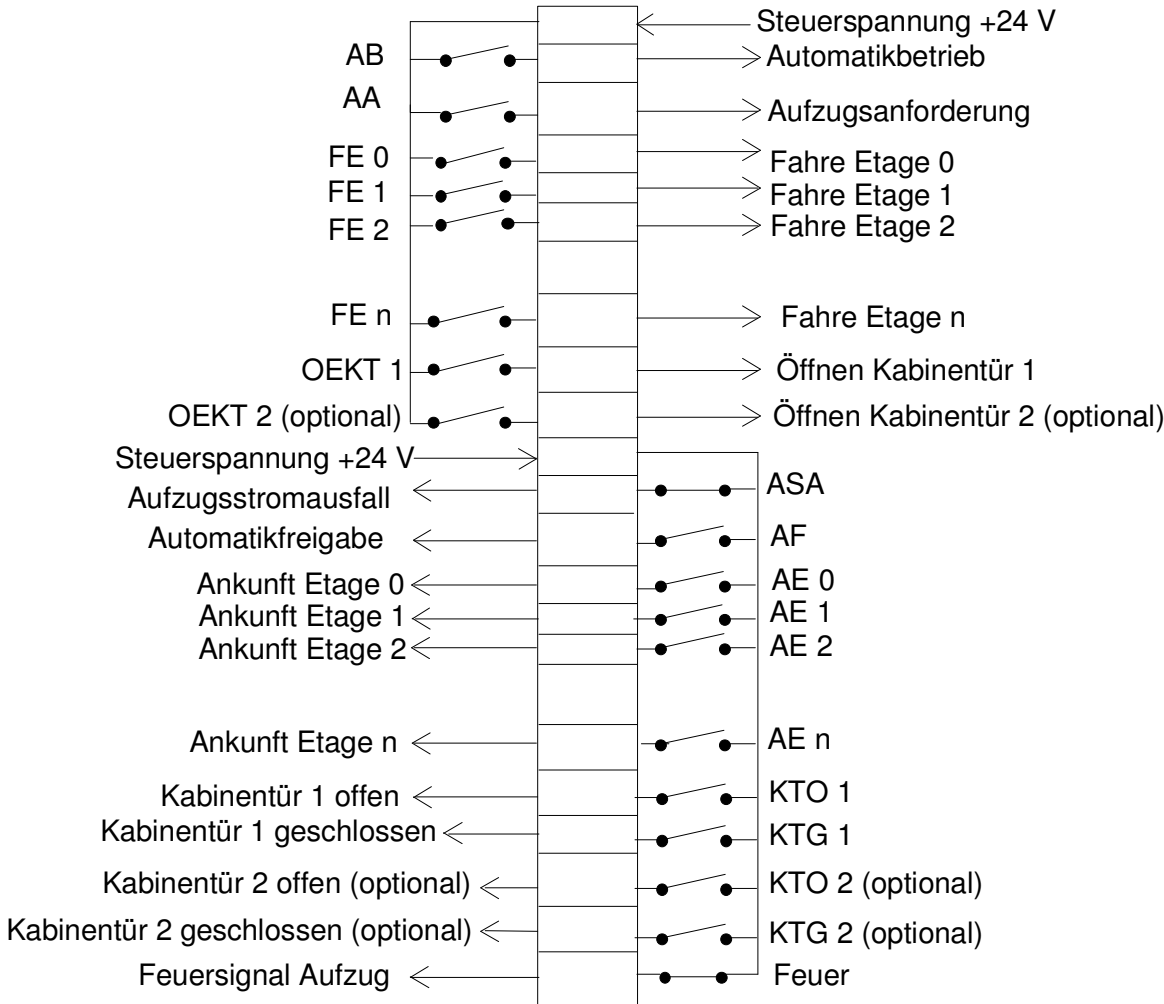 Steuerspannung +24 V
AB
Automatikbetrieb
AA
Aufzugsanforderung
FE 0
Fahre Etage 0
FE 1
Fahre Etage 1
FE 2
Fahre Etage 2
FE n
Fahre Etage n
OEKT 1
Öffnen Kabinentür 1
OEKT 2 (optional)
Öffnen Kabinentür 2 (optional)
Steuerspannung +24 V
Aufzugsstromausfall
ASA
Automatikfreigabe
AF
Ankunft Etage 0
AE 0
Ankunft Etage 1
AE 1
Ankunft Etage 2
AE 2
Ankunft Etage n
AE n
Kabinentür 1 offen
KTO 1
Kabinentür 1 geschlossen
KTG 1
Kabinentür 2 offen (optional)
KTO 2 (optional)
Kabinentür 2 geschlossen (optional)
KTG 2 (optional)
Feuersignal Aufzug
Feuer